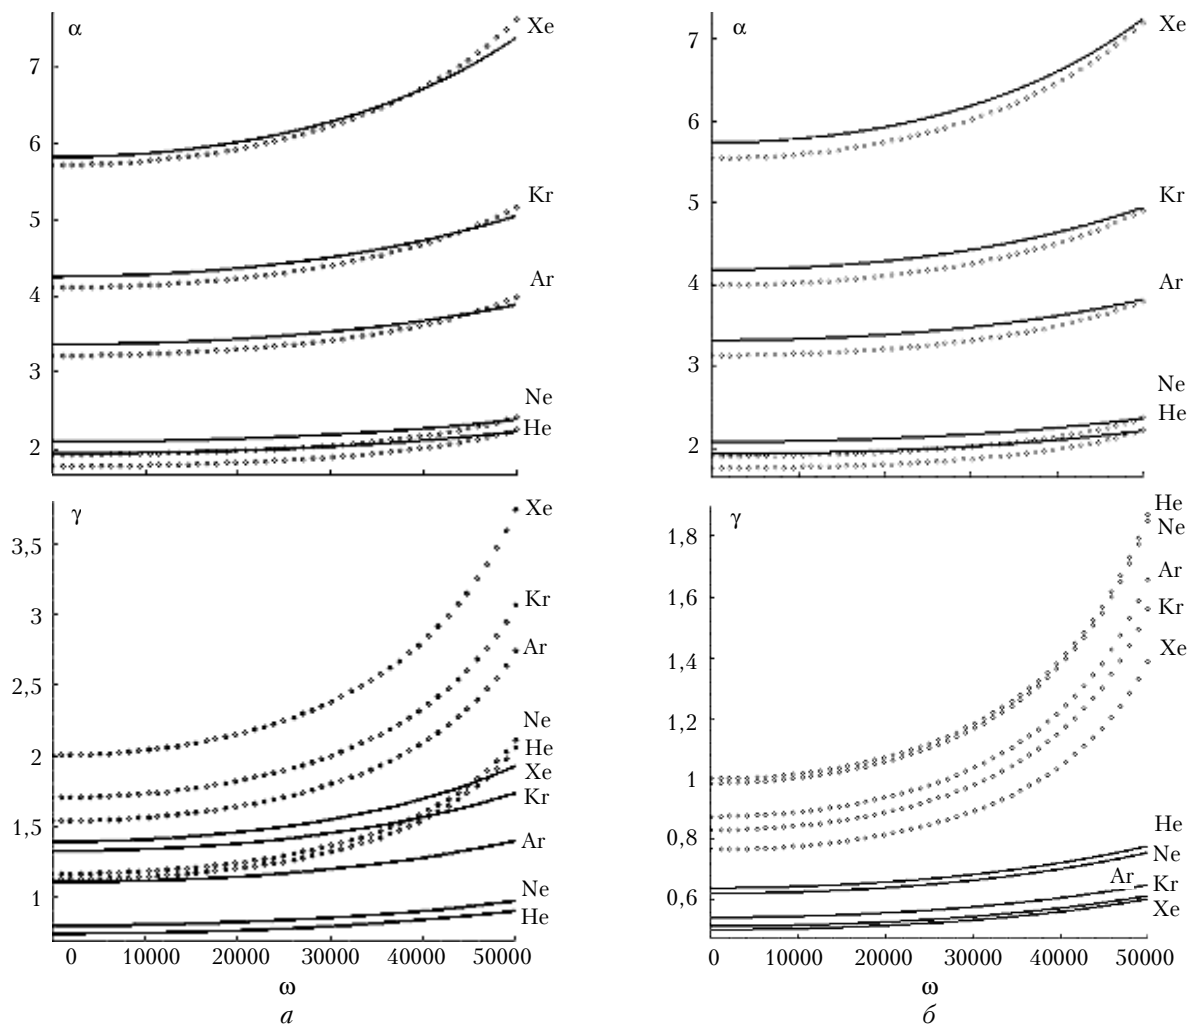 α
Xe
7
6
Kr
5
Ar
4
3
Ne
He
2
γ
Xe
3,5
Kr
3
Ar
2,5
Ne
He
2
Xe
Kr
1,5
Ar
Ne
1
He
0 10000 20000 30000 40000 50000
ω
а
α
Xe
7
6
Kr
5
Ar
4
3
Ne
He
2
γ
He
Ne
1,8
Ar
1,6
Kr
Xe
1,4
1,2
1
He
0,8
Ne
Ar
Kr
0,6
Xe
0 10000 20000 30000 40000 50000
ω
б